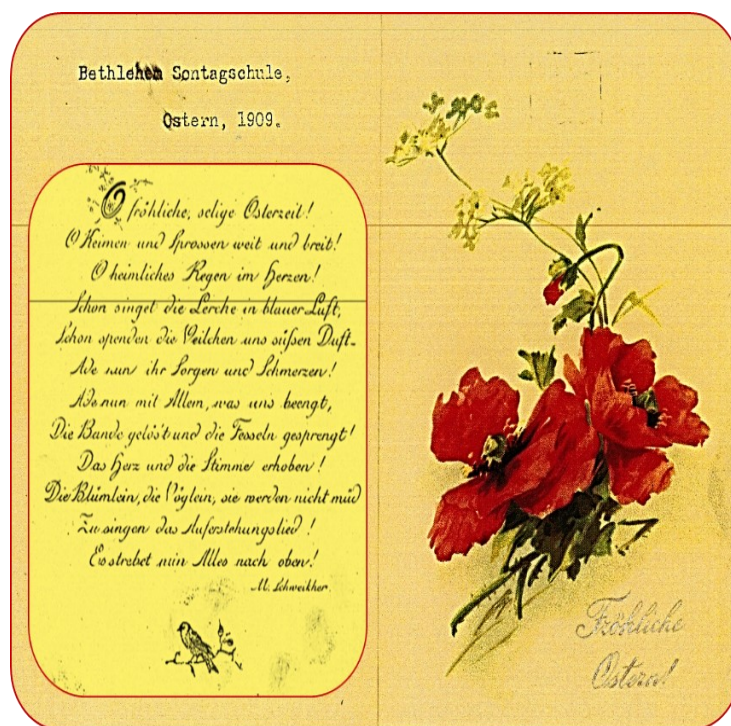 Bethlehem Sontagschule,
Ostern, 1909.
O fröhliche, selige Osterzeit!
O Keimen und Sprossen weit und breit!
O heimliches Regen im Herzen!
Schon singet die Lerche in blauer Luft,
Schon spenden die Veilchen uns süßen Duft-
Ade nun ihr Sorgen und Schmerzen!
Ade nun mit Allem, was uns beengt,
Die Bande gelöst und die Fesseln gesprengt!
Das Herz und die Stimme erhoben!
Die Blümlein, die Vöglein, sie werden nicht müd
Zu singen das Auferstehungslied!
Es strebet nun Alles nach oben!
M. Schweikher.
Fröhliche
Ostern!